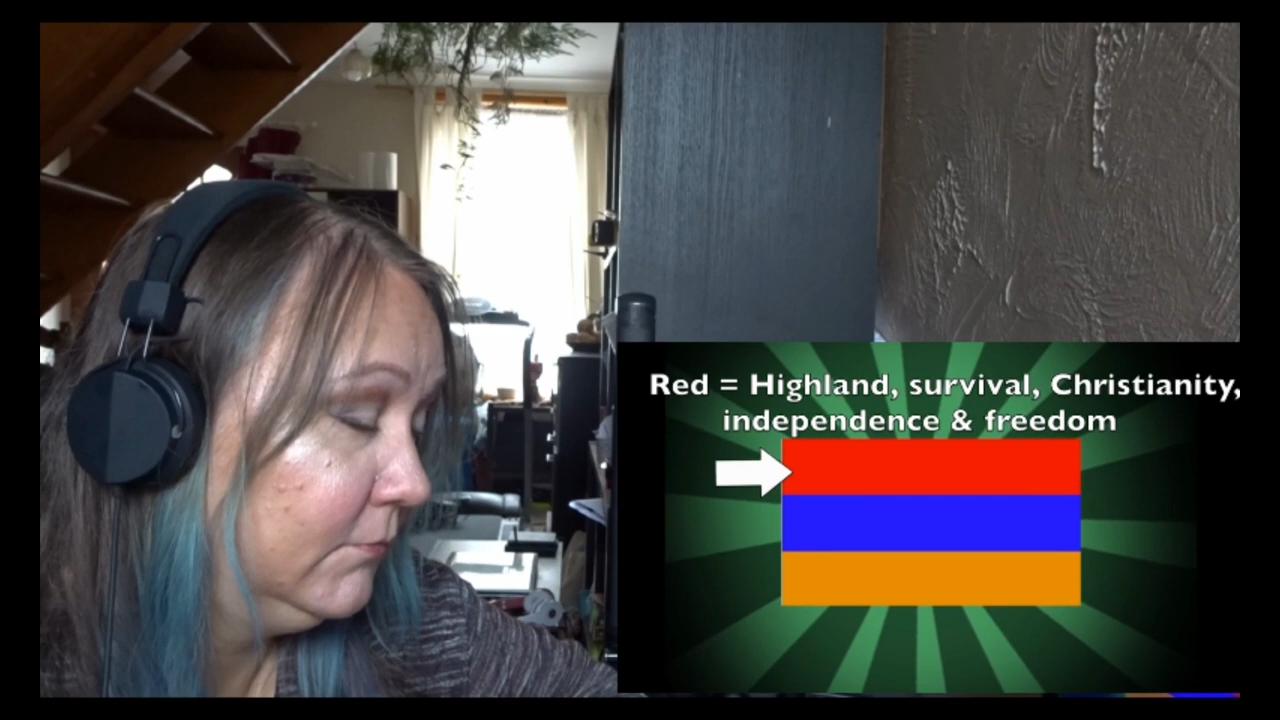 Red = Highland, survival, Christianity,
independence & freedom